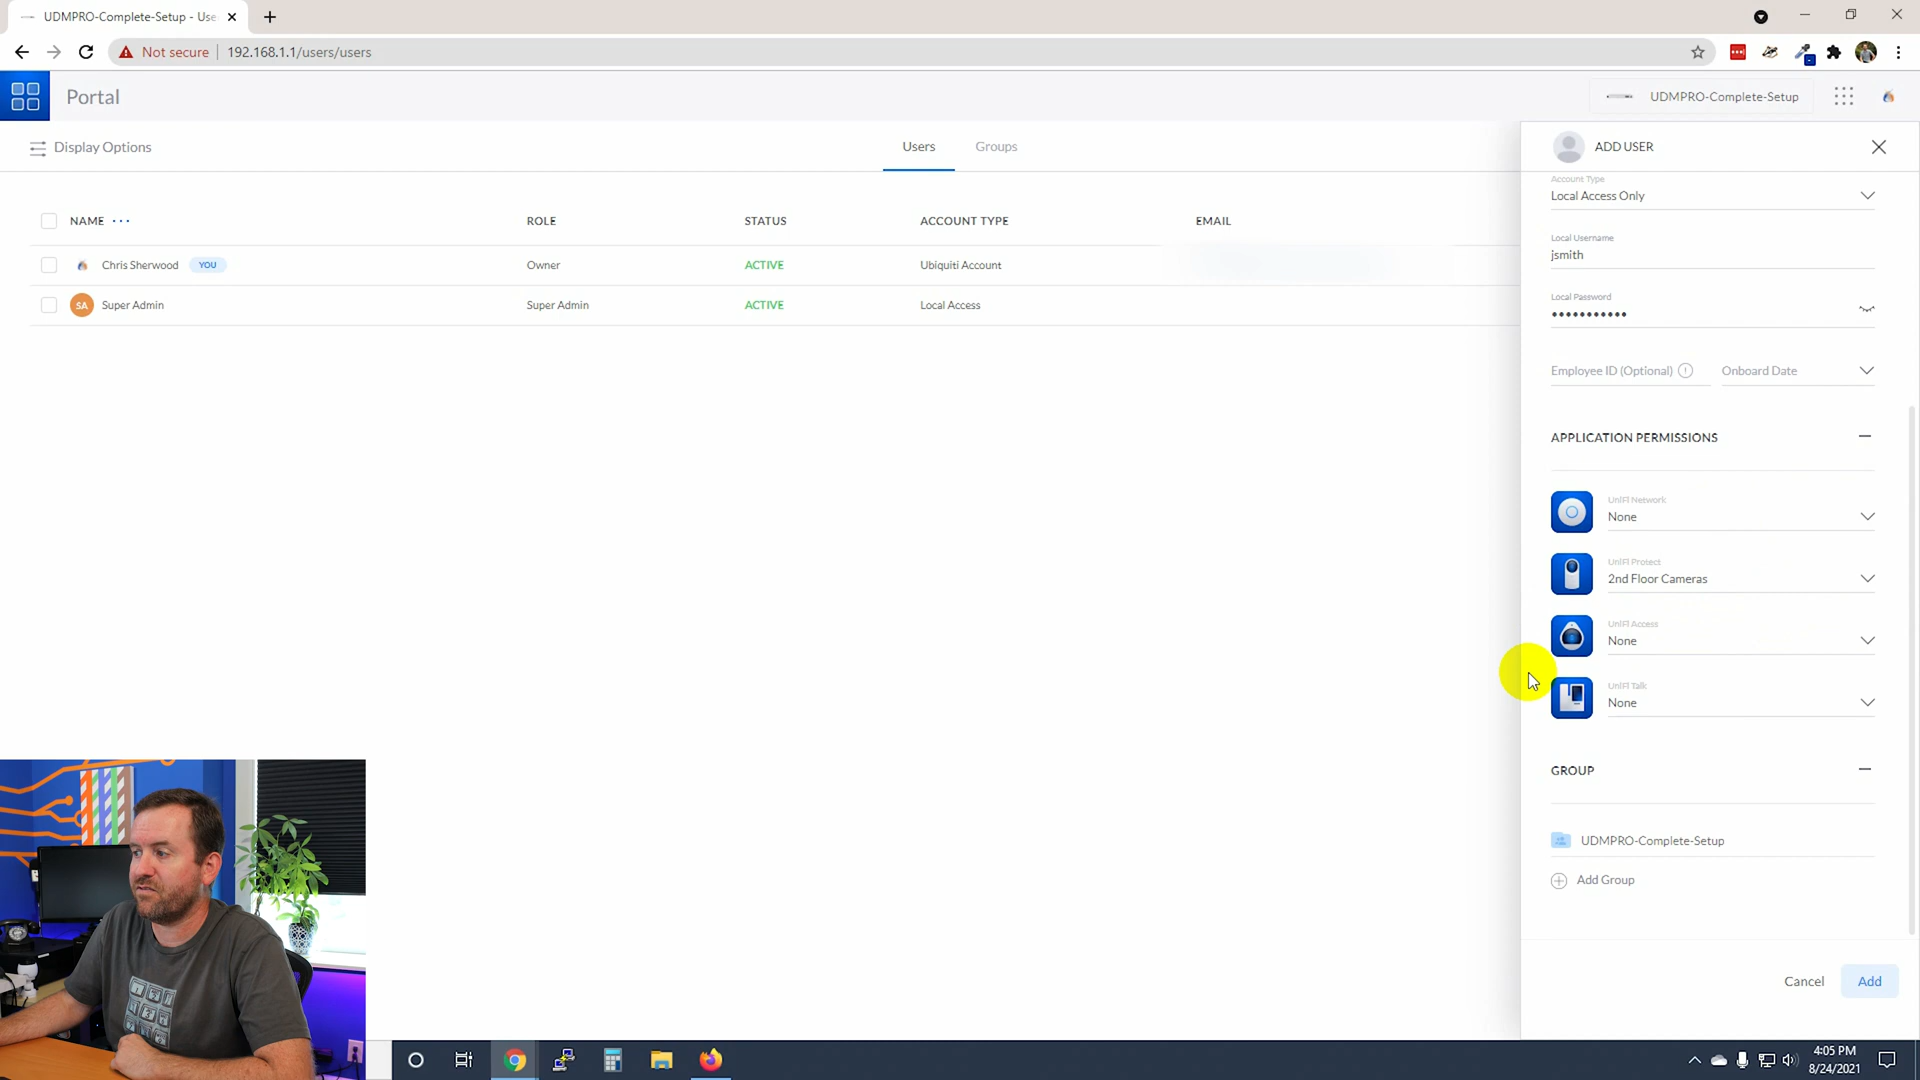 UDMPRO-Complete-Setup - Use
Not secure
192.168.1.1/users/users
Portal
UDMPRO-Complete-Setup
Display Options
Users
Groups
ADD USER
NAME
ROLE
STATUS
ACCOUNT TYPE
EMAIL
Chris Sherwood
YOU
Owner
ACTIVE
Ubiquiti Account
SA
Super Admin
Super Admin
ACTIVE
Local Access
Account Type
Local Access Only
Local Username
jsmith
Local Password
Employee ID (Optional)
Onboard Date
APPLICATION PERMISSIONS
UniFi Network
None
UniFi Protect
2nd Floor Cameras
UniFi Access
None
UniFi Talk
None
GROUP
UDMPRO-Complete-Setup
Add Group
Cancel
Add
4:05 PM
8/24/2021